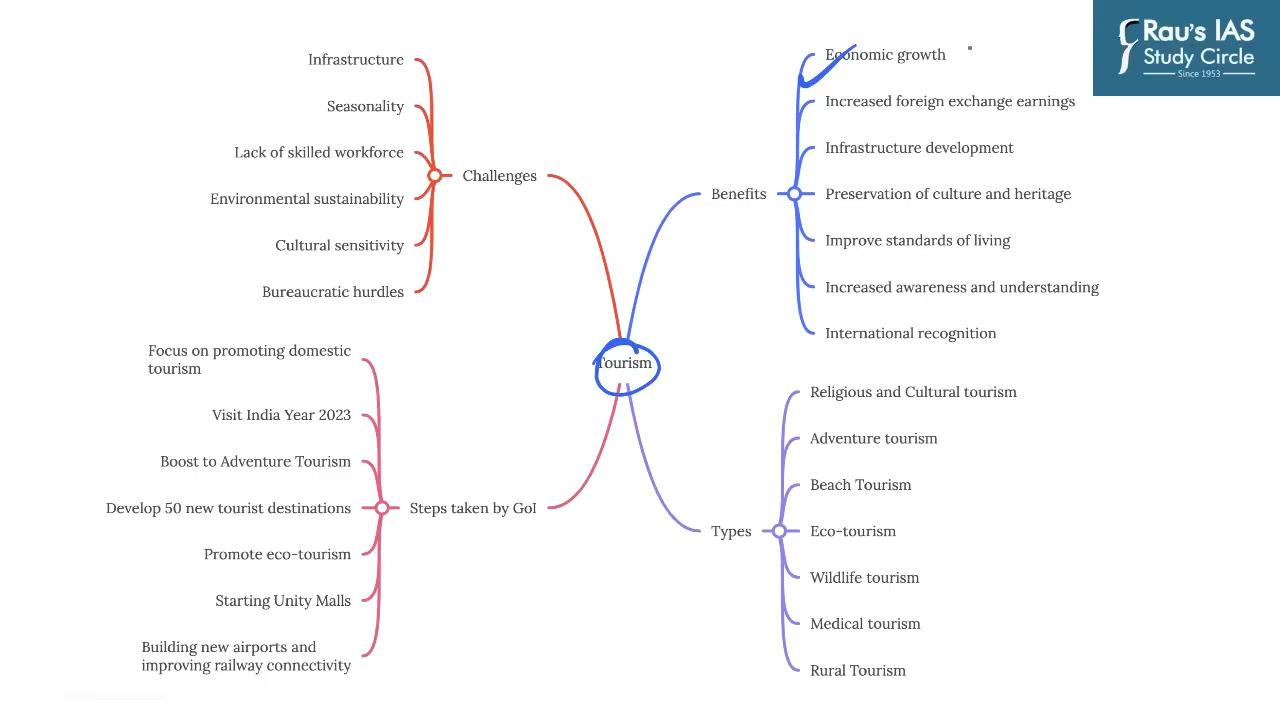 Rau's IAS
Study Circle
Since 1953
Tourism
Challenges
Infrastructure
Seasonality
Lack of skilled workforce
Environmental sustainability
Cultural sensitivity
Bureaucratic hurdles
Benefits
Economic growth
Increased foreign exchange earnings
Infrastructure development
Preservation of culture and heritage
Improve standards of living
Increased awareness and understanding
International recognition
Steps taken by GoI
Focus on promoting domestic
tourism
Visit India Year 2023
Boost to Adventure Tourism
Develop 50 new tourist destinations
Promote eco-tourism
Starting Unity Malls
Building new airports and
improving railway connectivity
Types
Religious and Cultural tourism
Adventure tourism
Beach Tourism
Eco-tourism
Wildlife tourism
Medical tourism
Rural Tourism